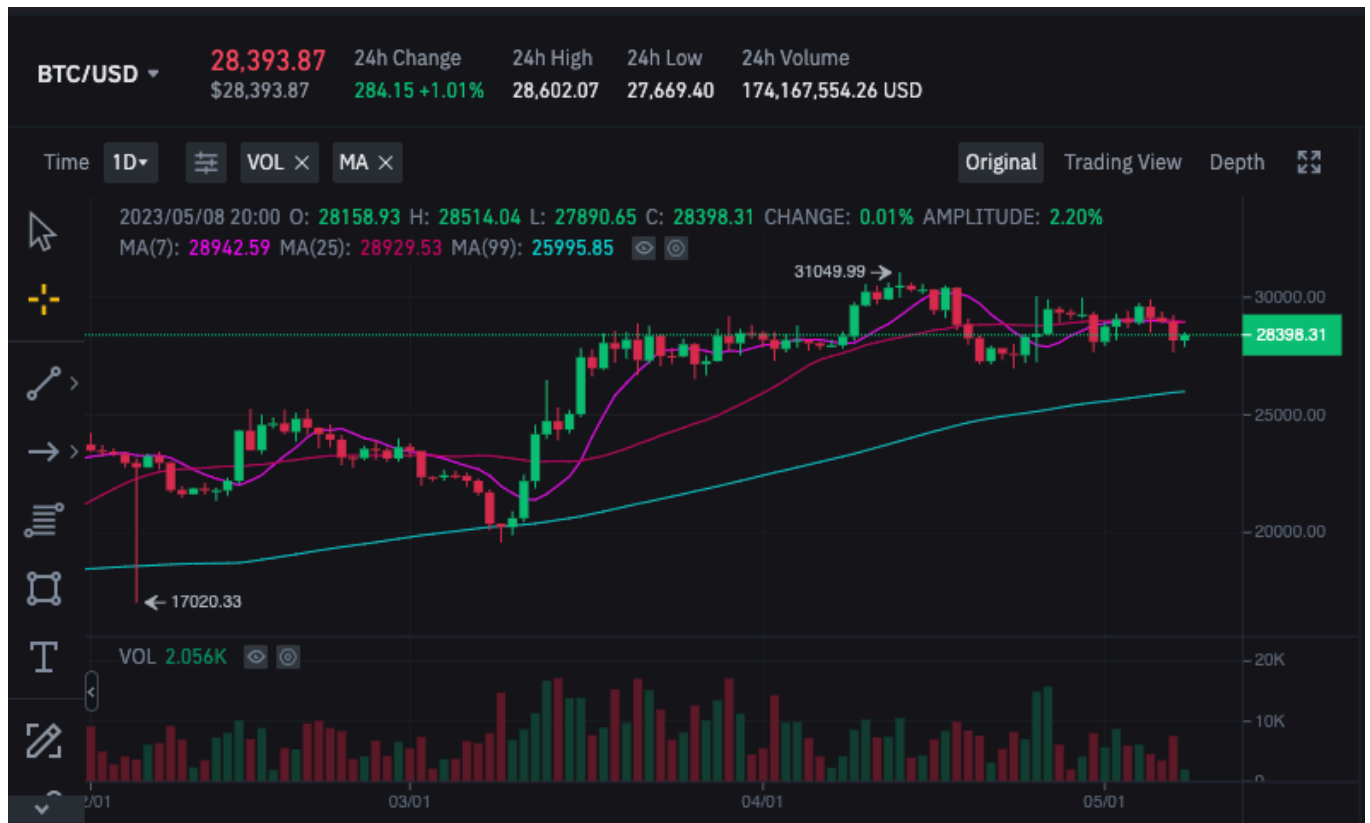 BTC/USD 28,393.87 24h Change 24h High 24h Low 24h Volume
$28,393.87 284.15 +1.01% 28,602.07 27,669.40 174,167,554.26 USD
Time 1D VOL MA Original Trading View Depth
2023/05/08 20:00 O: 28158.93 H: 28514.04 L: 27890.65 C: 28398.31 CHANGE: 0.01% AMPLITUDE: 2.20%
MA(7): 28942.59 MA(25): 28929.53 MA(99): 25995.85
31049.99
30000.00
28398.31
25000.00
20000.00
17020.33
T
VOL 2.056K
20K
10K
0
2/01 03/01 04/01 05/01